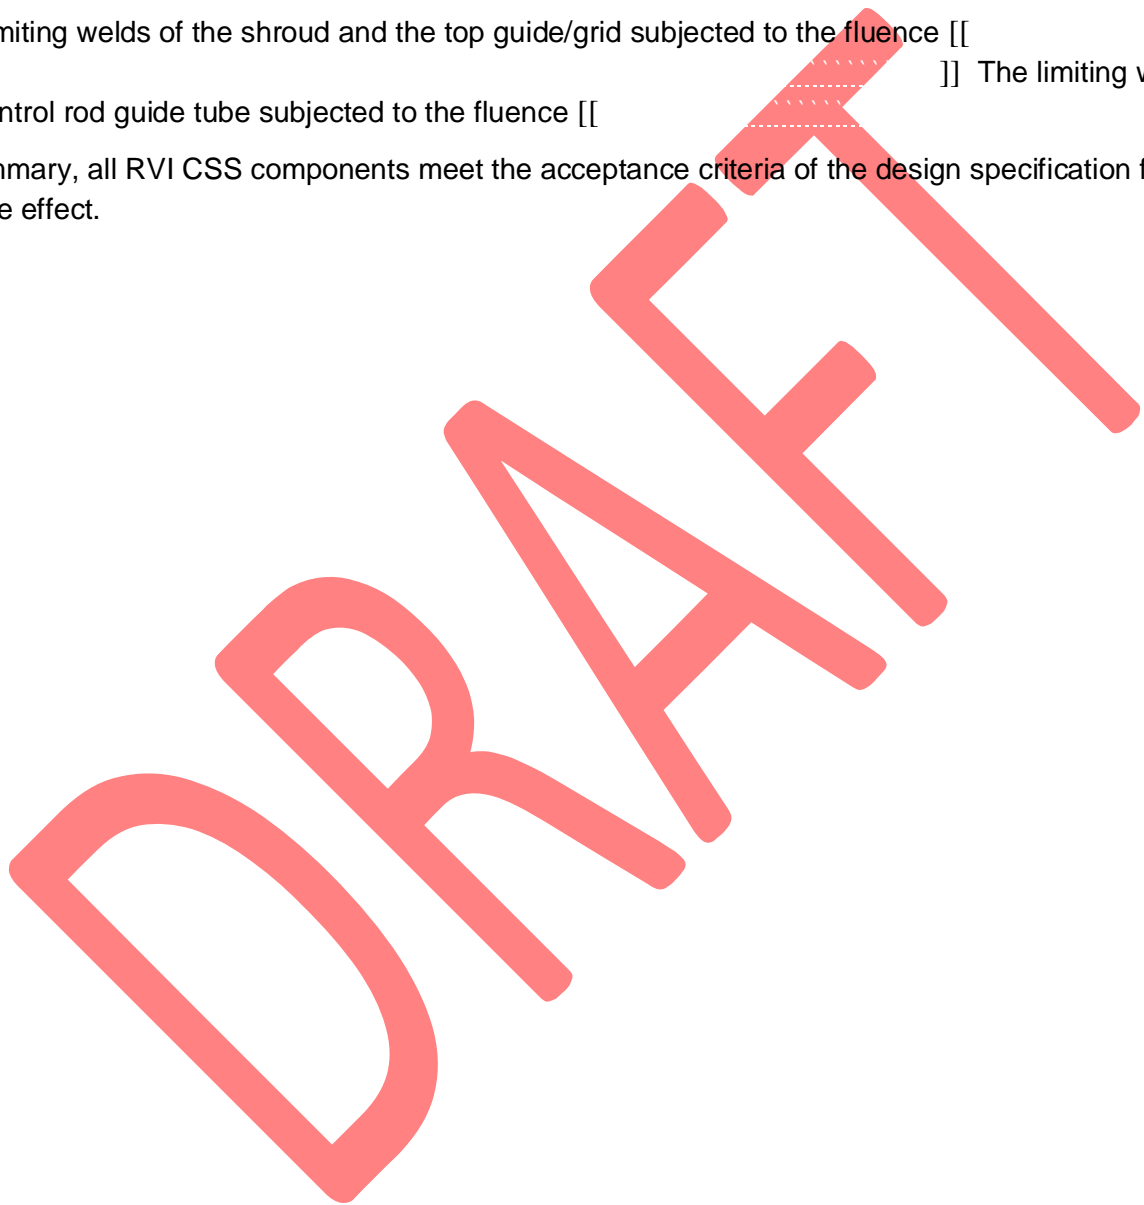 miting welds of the shroud and the top guide/grid subjected to the fluence [[
]] The limiting
ntrol rod guide tube subjected to the fluence [[
mmary, all RVI CSS components meet the acceptance criteria of the design specification
e effect.
DRAFT